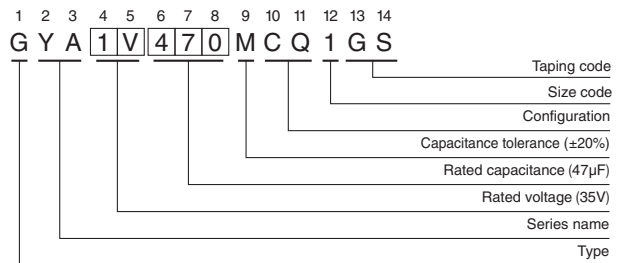 1 2 3 4 5 6 7 8 9 10 11 12 13 14
G Y A 1 V 4 7 0 M C Q 1 G S
Taping code
Size code
Configuration
Capacitance tolerance (±20%)
Rated capacitance (47µF)
Rated voltage (35V)
Series name
Type